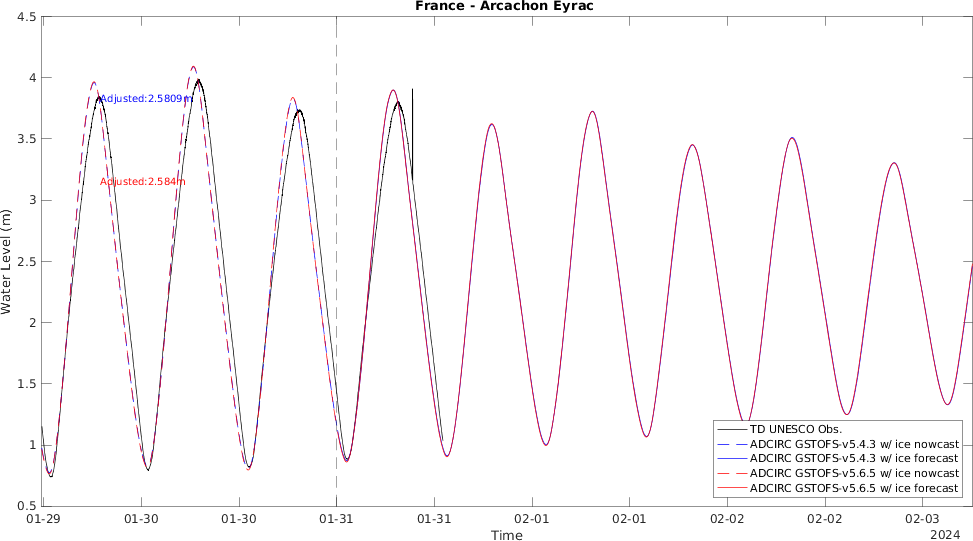 France - Arcachon Eyrac
4.5
4
3.5
3
2.5
2
1.5
1
0.5
Water Level (m)
Adjusted:2.5809m
Adjusted:2.584m
TD UNESCO Obs.
ADCIRC GSTOFS-v5.4.3 w/ ice nowcast
ADCIRC GSTOFS-v5.4.3 w/ ice forecast
ADCIRC GSTOFS-v5.6.5 w/ ice nowcast
ADCIRC GSTOFS-v5.6.5 w/ ice forecast
01-29 01-30 01-30 01-31 01-31 02-01 02-01 02-02 02-02 02-03
Time
2024